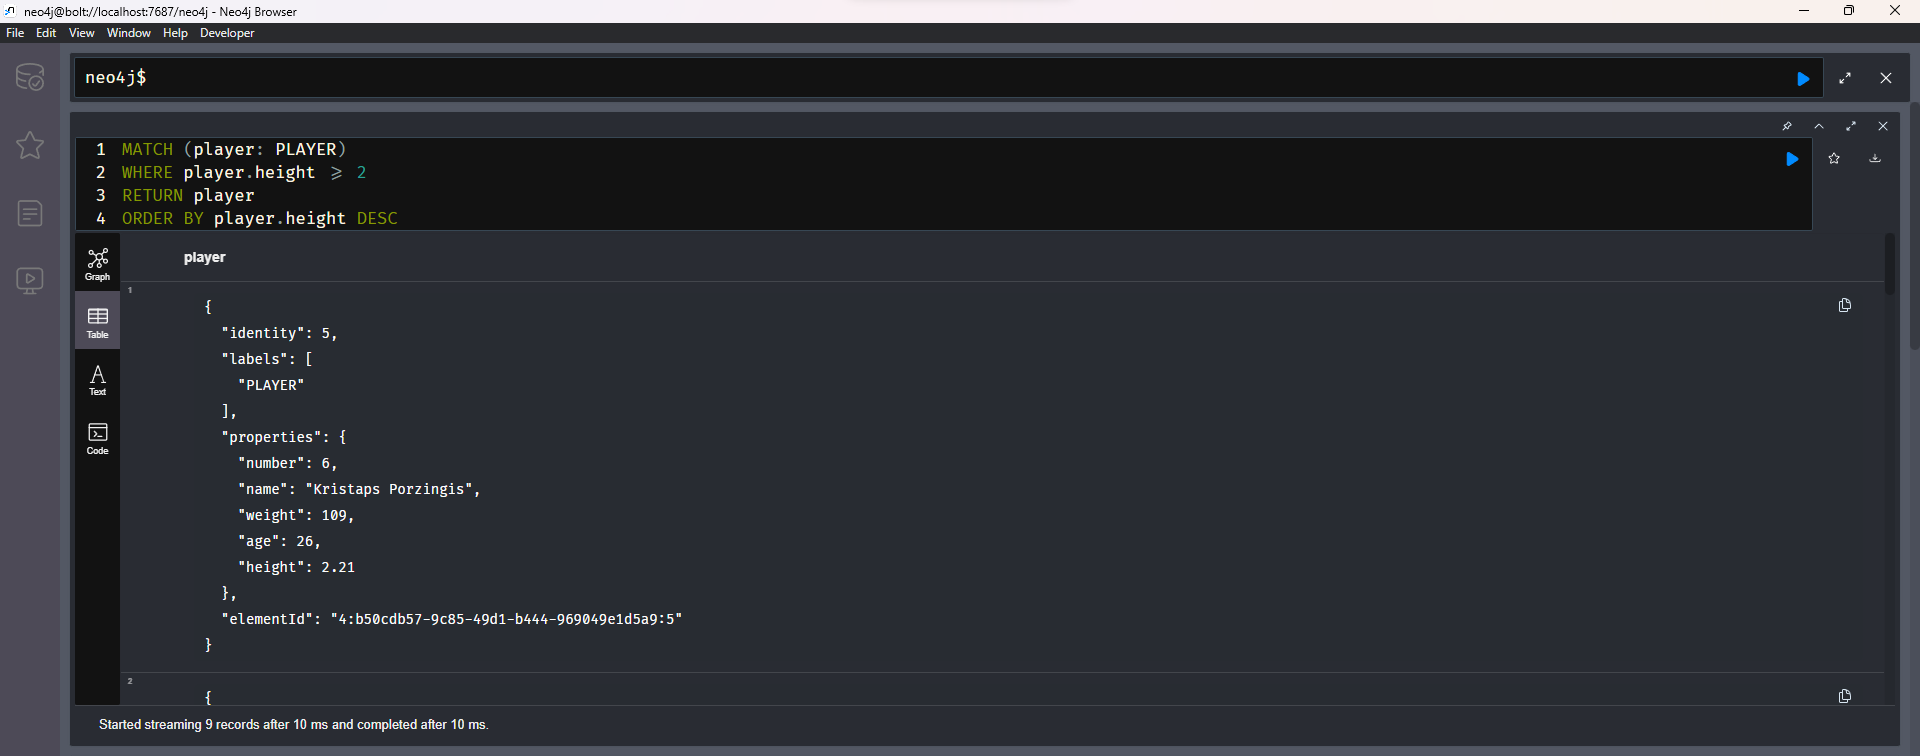 neo4j@bolt://localhost:7687/neo4j - Neo4j Browser
File Edit View Window Help Developer
neo4j$
1 MATCH (player: PLAYER)
2 WHERE player.height >= 2
3 RETURN player
4 ORDER BY player.height DESC
Graph
Table
Text
Code
player
1
{
"identity": 5,
"labels": [
"PLAYER"
],
"properties": {
"number": 6,
"name": "Kristaps Porzingis",
"weight": 109,
"age": 26,
"height": 2.21
},
"elementId": "4:b50cdb57-9c85-49d1-b444-969049e1d5a9:5"
}
2
{
Started streaming 9 records after 10 ms and completed after 10 ms.